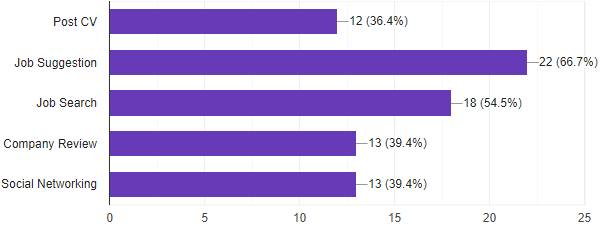 Post CV 12 (36.4%)
Job Suggestion 22 (66.7%)
Job Search 18 (54.5%)
Company Review 13 (39.4%)
Social Networking 13 (39.4%)
0 5 10 15 20 25